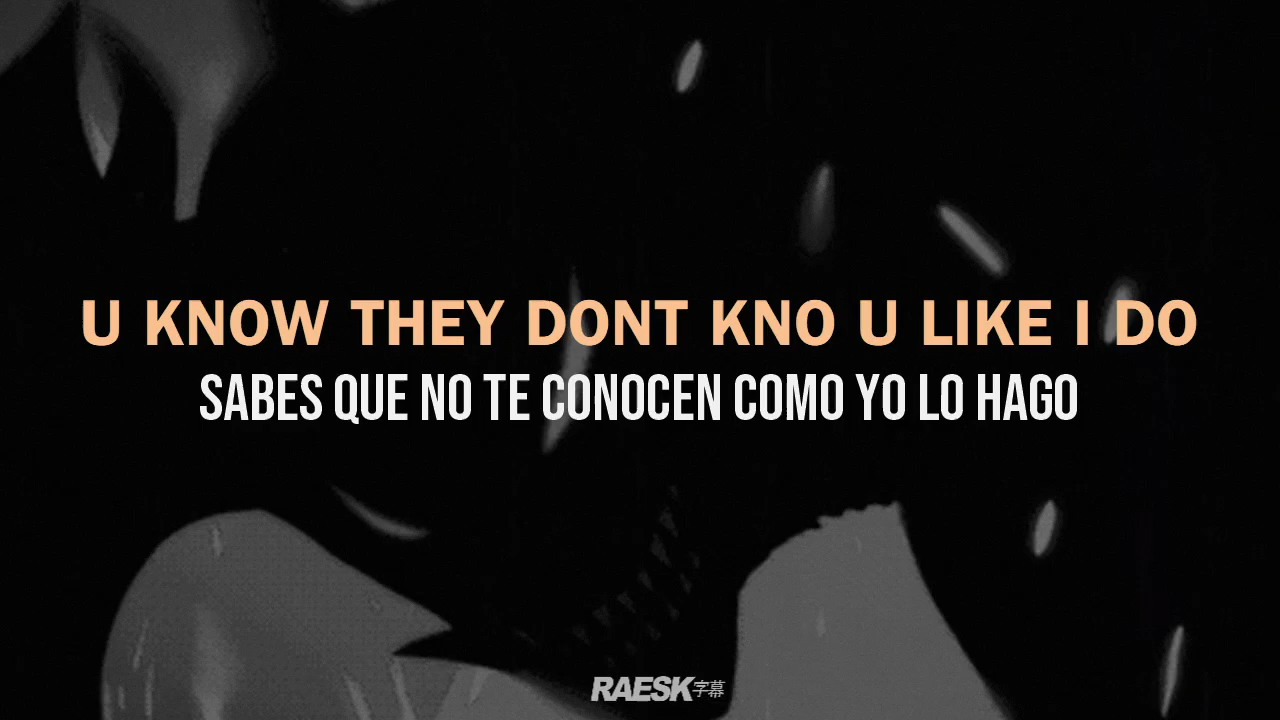 U KNOW THEY DONT KNO U LIKE I DO
SABES QUE NO TE CONOCEN COMO YO LO HAGO
RAESK字幕